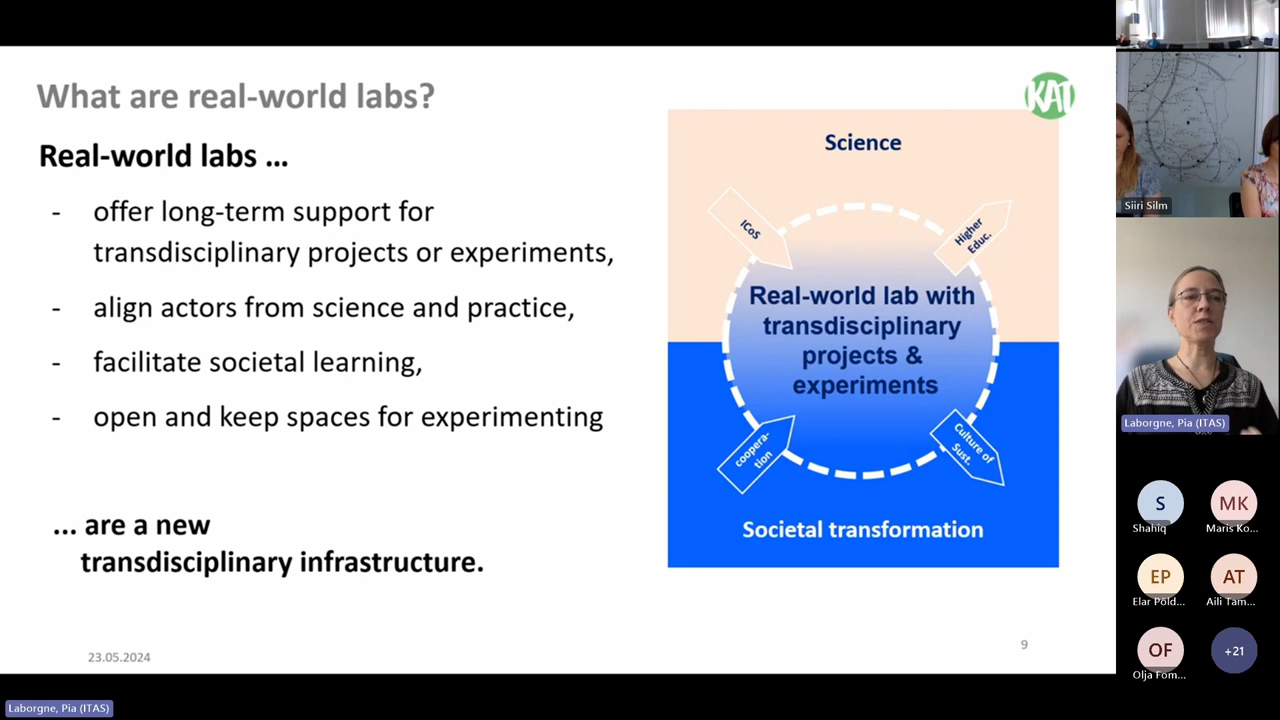 What are real-world labs?
KAT
Real-world labs ...
- offer long-term support for
transdisciplinary projects or experiments,
- align actors from science and practice,
- facilitate societal learning,
- open and keep spaces for experimenting
... are a new
transdisciplinary infrastructure.
23.05.2024
9
Science
ICoS
Higher
Educ.
Real-world lab with
transdisciplinary
projects &
experiments
coopera-
tion
Culture of
Sust.
Societal transformation
Siiri Silm
Laborgne, Pia (ITAS)
S
Shahiq
MK
Maris Ko...
EP
Elar Põld...
AT
Aili Tam...
OF
Olja Fom...
+21
Laborgne, Pia (ITAS)